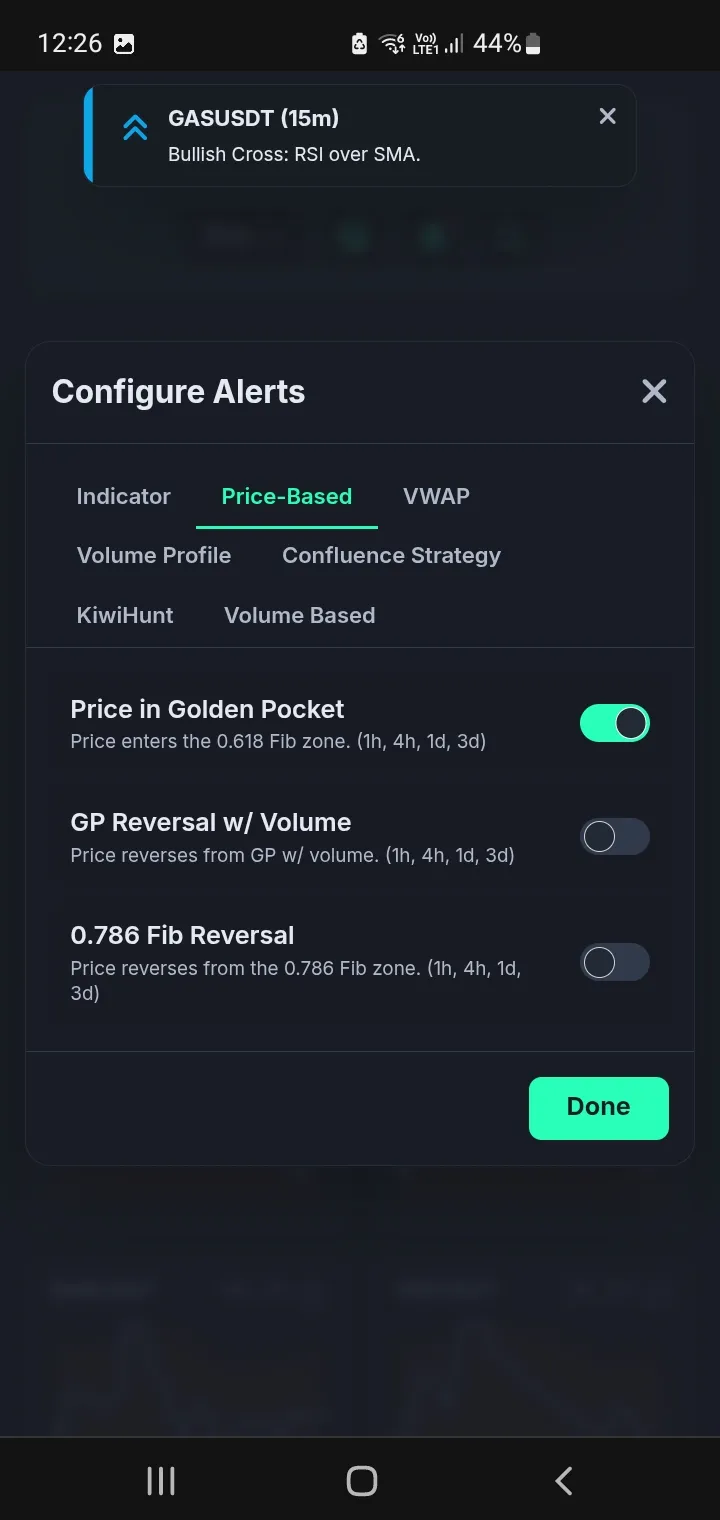 12:26
Vo))
LTE1
44%
GASUSDT (15m)
Bullish Cross: RSI over SMA.
Configure Alerts
Indicator Price-Based VWAP
Volume Profile Confluence Strategy
KiwiHunt Volume Based
Price in Golden Pocket
Price enters the 0.618 Fib zone. (1h, 4h, 1d, 3d)
GP Reversal w/ Volume
Price reverses from GP w/ volume. (1h, 4h, 1d, 3d)
0.786 Fib Reversal
Price reverses from the 0.786 Fib zone. (1h, 4h, 1d,
3d)
Done